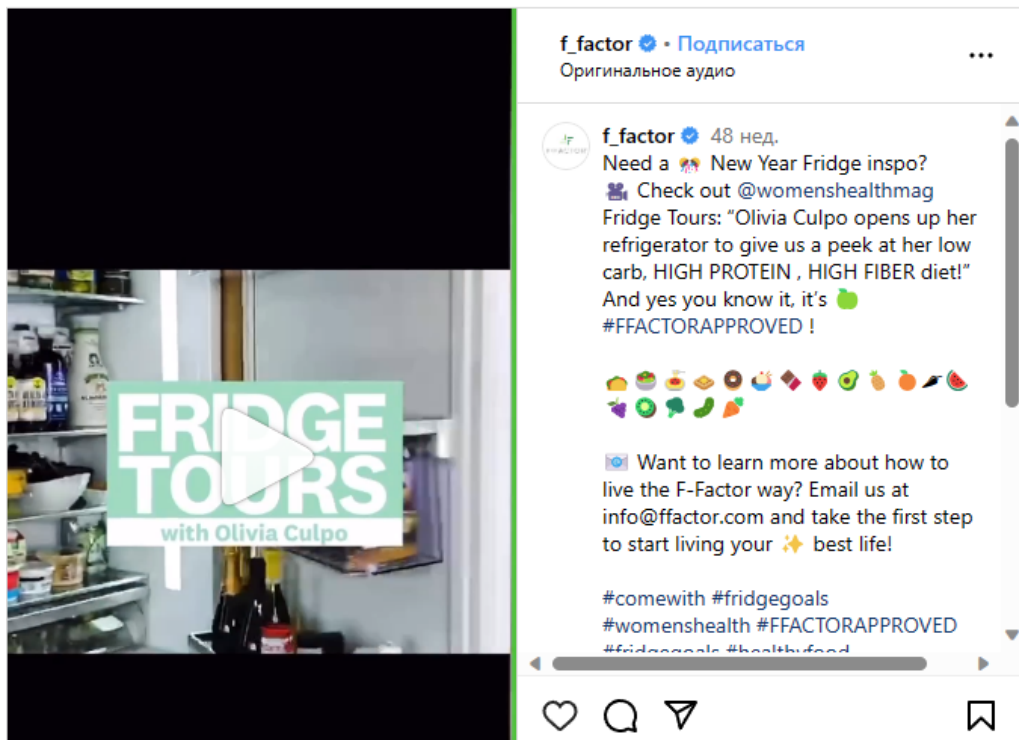 f_factor • Подписаться
Оригинальное аудио
f_factor 48 нед.
Need a 🎊 New Year Fridge inspo?
🎥 Check out @womenshealthmag
Fridge Tours: “Olivia Culpo opens up her
refrigerator to give us a peek at her low
carb, HIGH PROTEIN , HIGH FIBER diet!”
And yes you know it, it’s 🍏
#FFACTORAPPROVED !
🌮🥗🍝🧇🍩🍧🍫🍓🥑🍍🍊🌶🍉
🍇🥝🥦🥒🥕
📧 Want to learn more about how to
live the F-Factor way? Email us at
info@ffactor.com and take the first step
to start living your ✨ best life!
#comewith #fridgegoals
#womenshealth #FFACTORAPPROVED
#fridgegoals #healthyfood
FRIDGE
TOURS
with Olivia Culpo